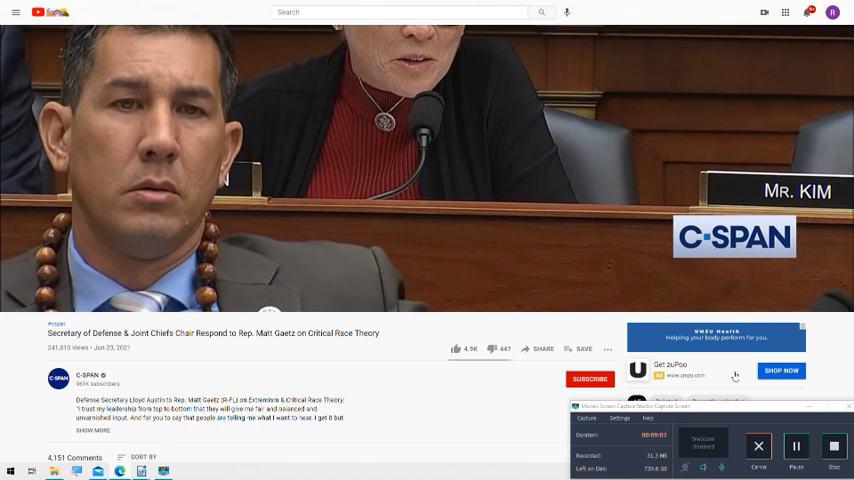 Search
9+
R
N
MR. KIM
C-SPAN
#cspan
Secretary of Defense & Joint Chiefs Chair Respond to Rep. Matt Gaetz on Critical Race Theory
241,810 views • Jun 23, 2021
4.9K
447
SHARE
SAVE
C-SPAN
961K subscribers
SUBSCRIBE
Defense Secretary Lloyd Austin to Rep. Matt Gaetz (R-FL) on Extremism & Critical Race Theory:
"I trust my leadership from top to bottom that they will give me fair and balanced and
unvarnished input. And for you to say that people are telling me what I want to hear, I get it but
SHOW MORE
4,151 Comments
SORT BY
UMZU Health
Helping your body perform for you.
Get zuPoo
Ad
SHOP NOW
Movavi Screen Capture Studio Capture Screen
Capture
Settings
Help
Duration:
00:09:03
Recorded:
31.3 MB
Left on Disk:
739.6 GB
Webcam
disabled
Cancel
Pause
Stop